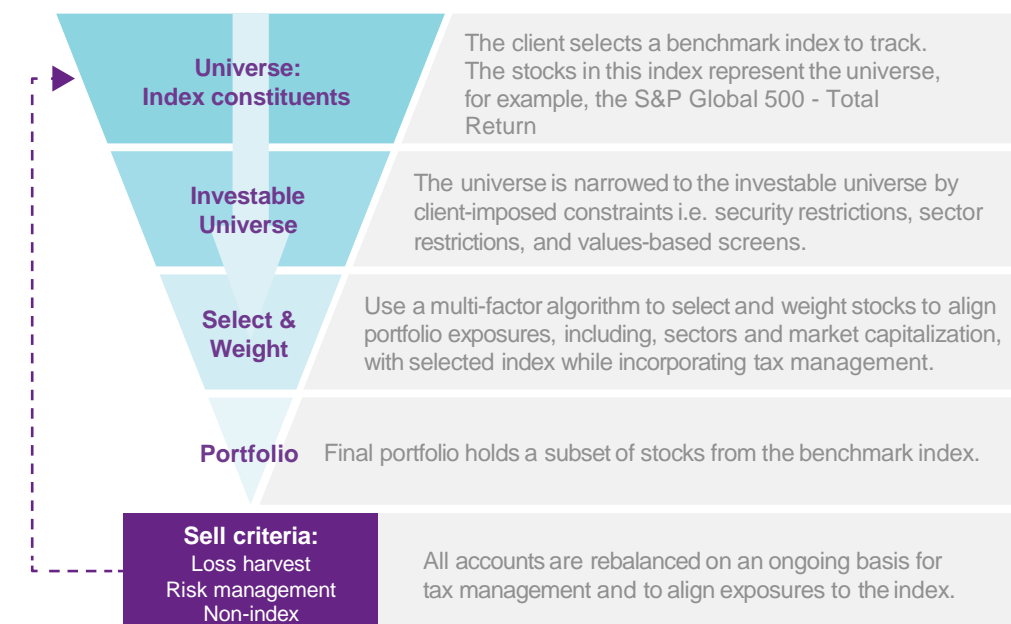 Universe:
Index constituents
The client selects a benchmark index to track.
The stocks in this index represent the universe,
for example, the S&P Global 500 - Total
Return
Investable
Universe
The universe is narrowed to the investable universe by
client-imposed constraints i.e. security restrictions, sector
restrictions, and values-based screens.
Select &
Weight
Use a multi-factor algorithm to select and weight stocks to align
portfolio exposures, including, sectors and market capitalization,
with selected index while incorporating tax management.
Portfolio
Final portfolio holds a subset of stocks from the benchmark index.
Sell criteria:
Loss harvest
Risk management
Non-index
All accounts are rebalanced on an ongoing basis for
tax management and to align exposures to the index.